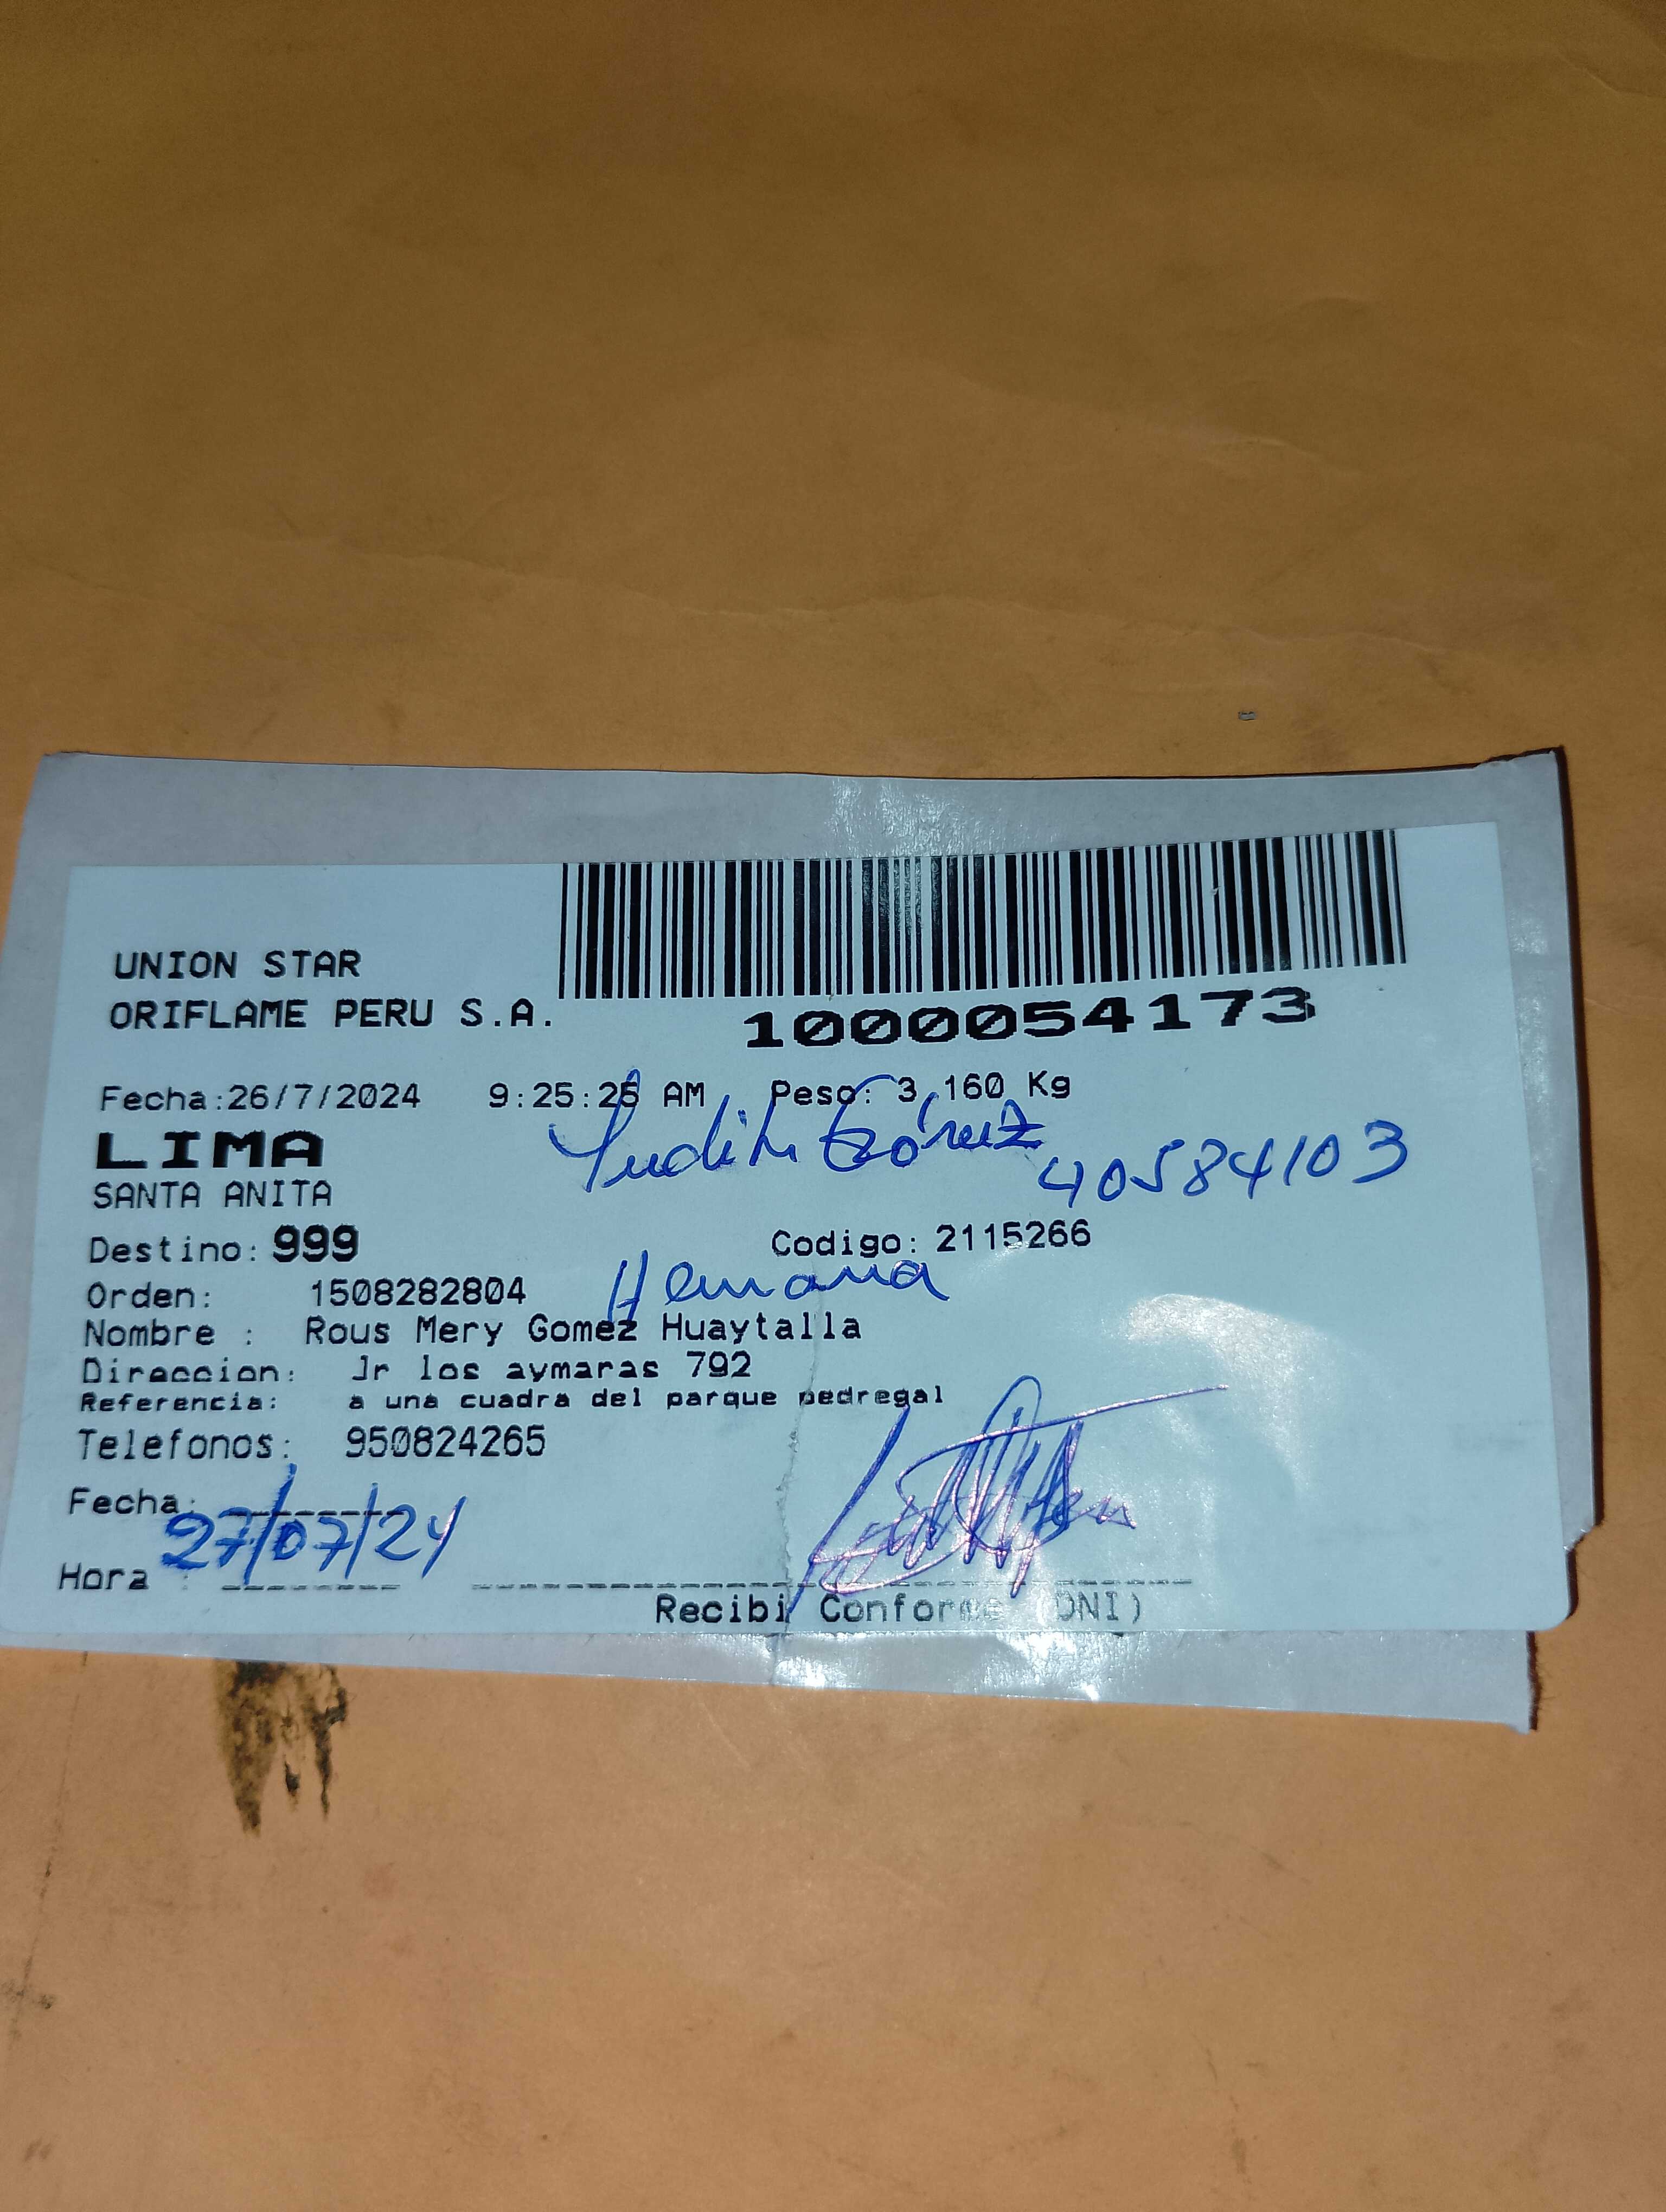 UNION STAR
ORIFLAME PERU S.A.
1000054173
Fecha:26/7/2024 9:25:25 AM Peso: 3,160 Kg
LIMA
Yudith Gómez 40584103
SANTA ANITA
Destino: 999 Codigo: 2115266
Orden: 1508282804 Hermana
Nombre : Rous Mery Gomez Huaytalla
Direccion: Jr los aymaras 792
Referencia: a una cuadra del parque pedregal
Telefonos: 950824265
Fecha: 27/07/24
Hora :
Recibi Conforme (DNI)